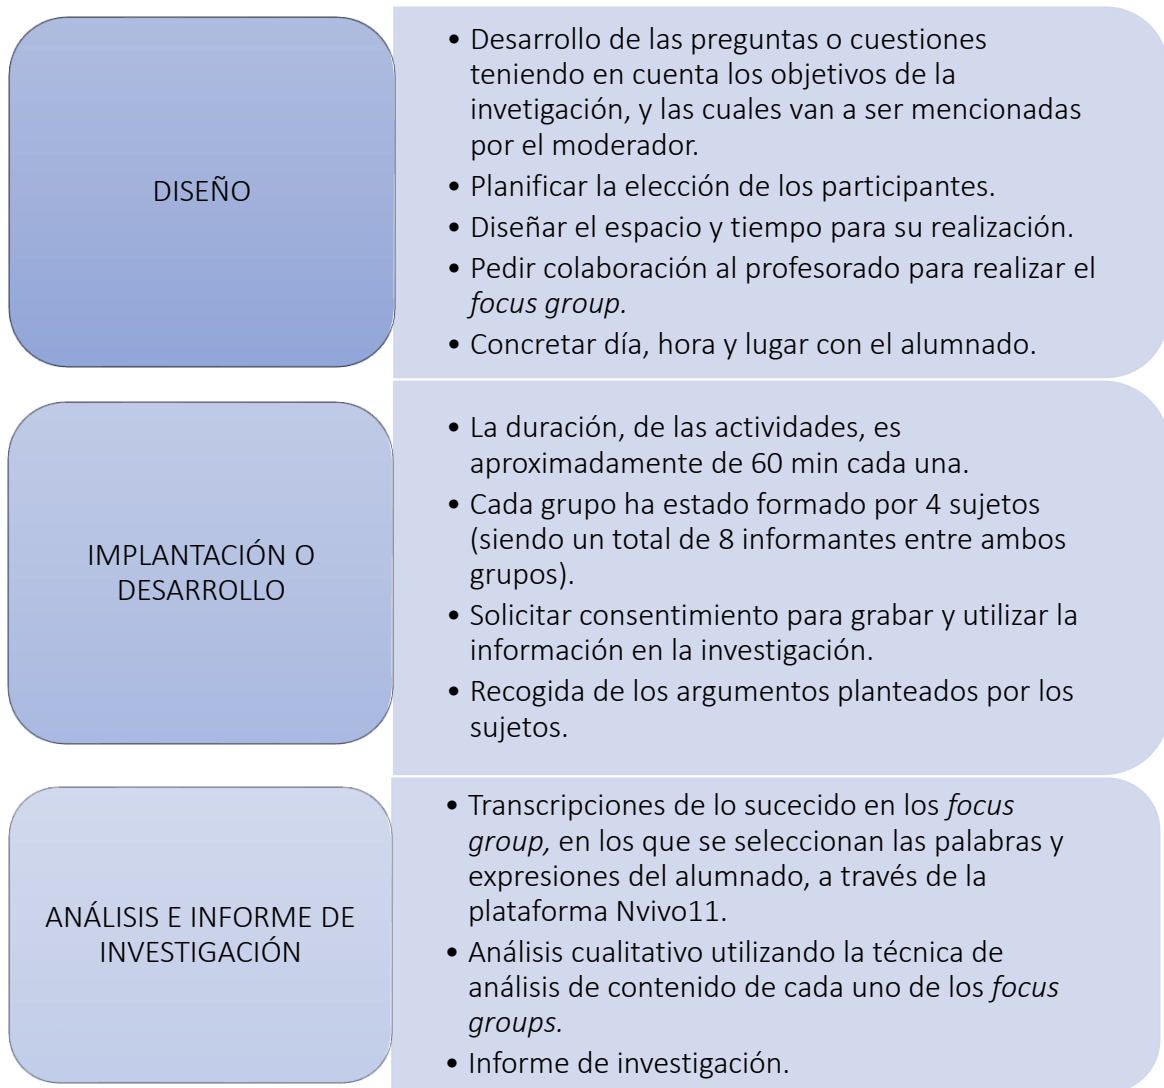 DISEÑO
• Desarrollo de las preguntas o cuestiones
teniendo en cuenta los objetivos de la
invetigación, y las cuales van a ser mencionadas
por el moderador.
• Planificar la elección de los participantes.
• Diseñar el espacio y tiempo para su realización.
• Pedir colaboración al profesorado para realizar el
focus group.
• Concretar día, hora y lugar con el alumnado.
IMPLANTACIÓN O
DESARROLLO
• La duración, de las actividades, es
aproximadamente de 60 min cada una.
• Cada grupo ha estado formado por 4 sujetos
(siendo un total de 8 informantes entre ambos
grupos).
• Solicitar consentimiento para grabar y utilizar la
información en la investigación.
• Recogida de los argumentos planteados por los
sujetos.
ANÁLISIS E INFORME DE
INVESTIGACIÓN
• Transcripciones de lo sucecido en los focus
group, en los que se seleccionan las palabras y
expresiones del alumnado, a través de la
plataforma Nvivo11.
• Análisis cualitativo utilizando la técnica de
análisis de contenido de cada uno de los focus
groups.
• Informe de investigación.